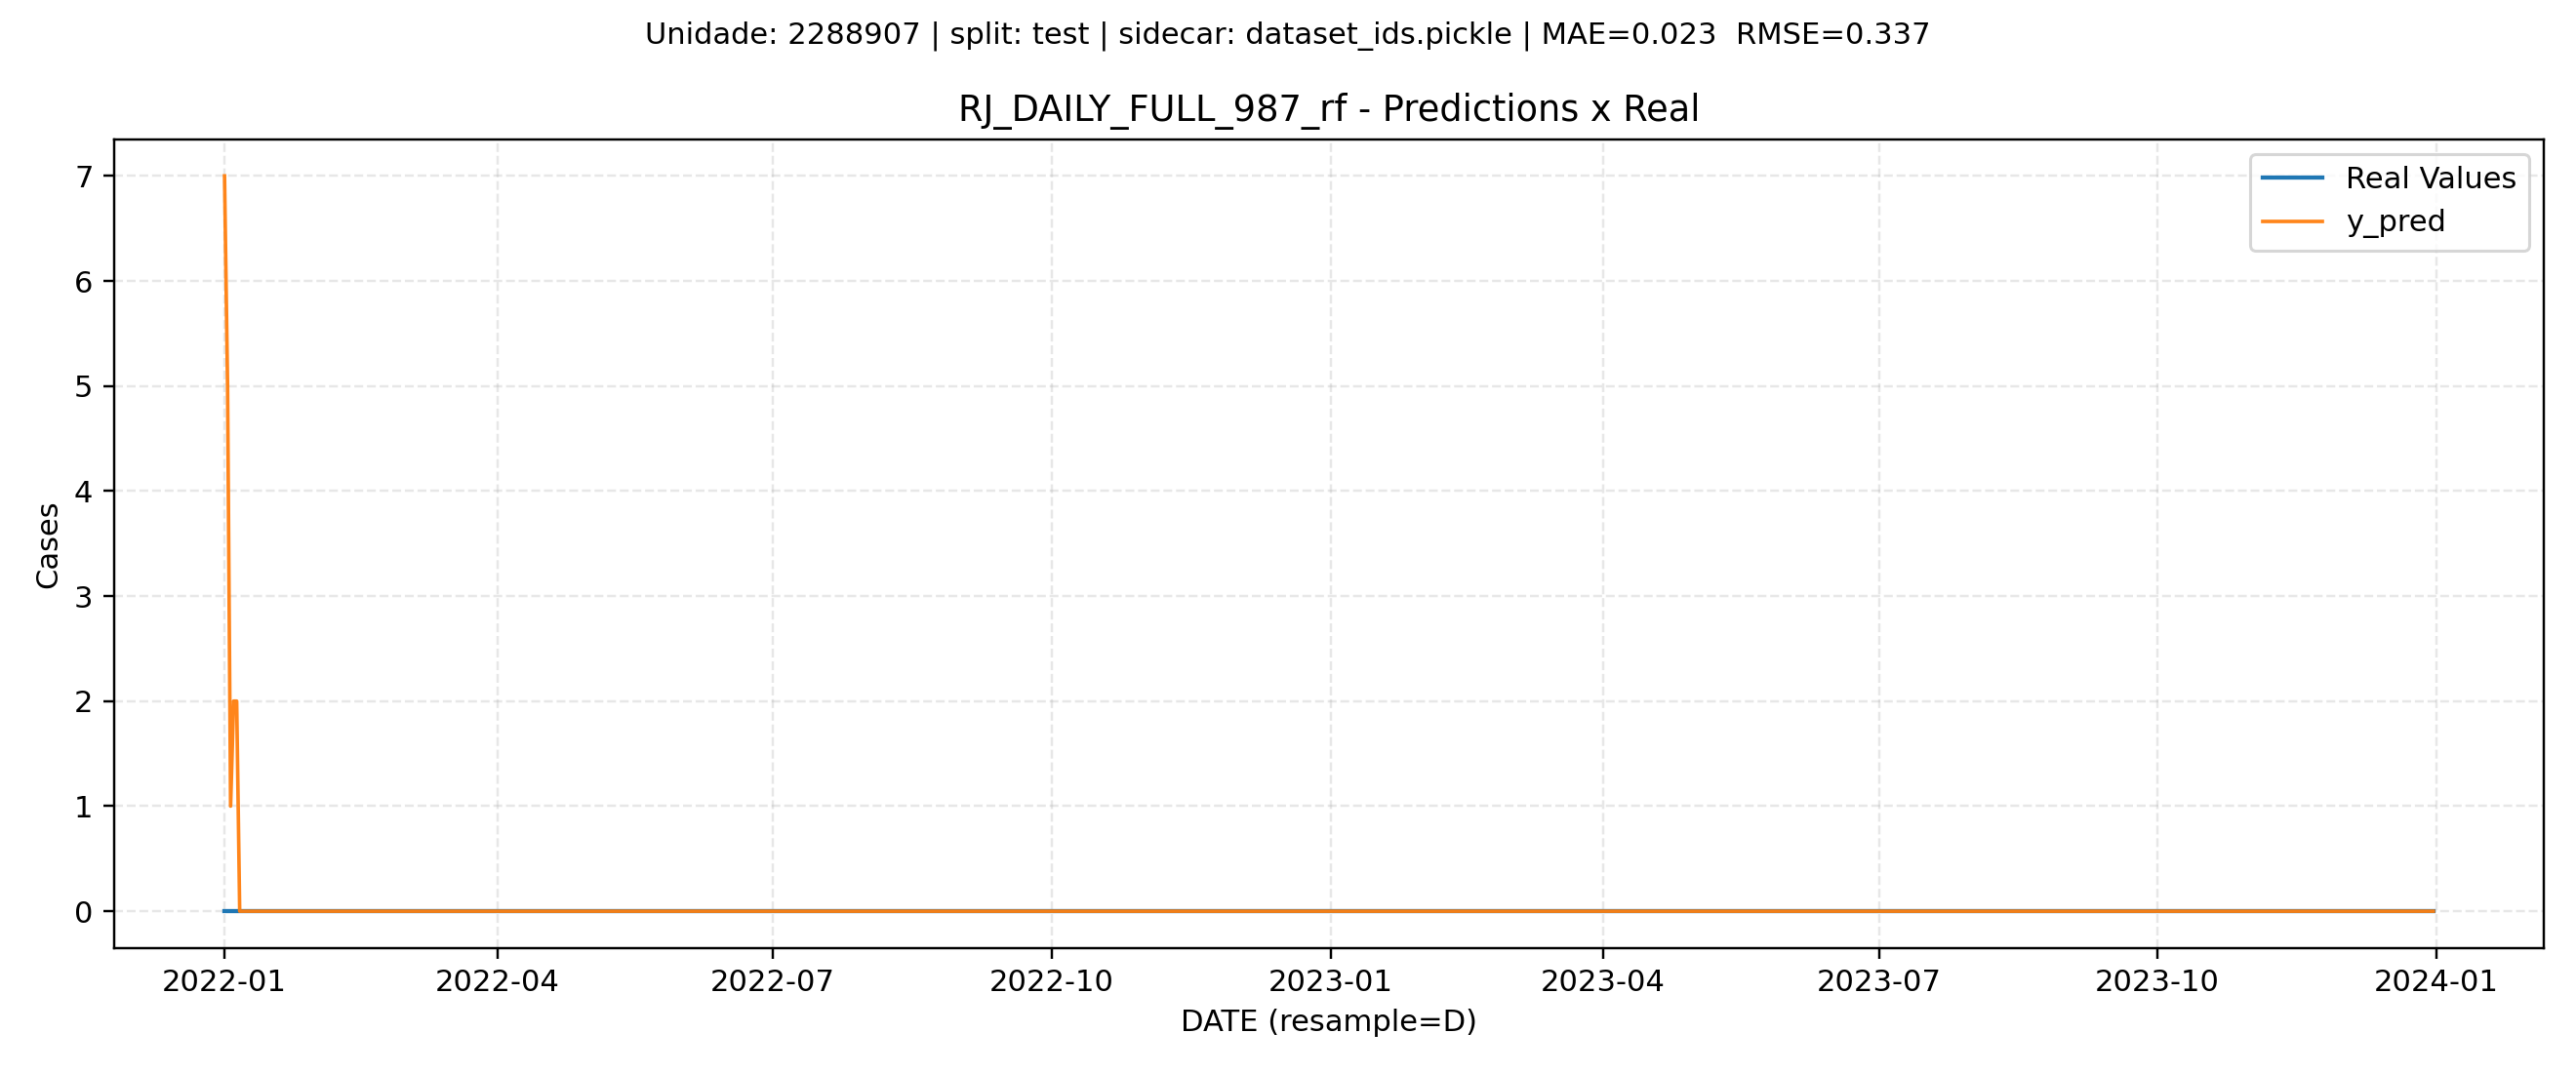 Unidade: 2288907 | split: test | sidecar: dataset_ids.pickle | MAE=0.023  RMSE=0.337
RJ_DAILY_FULL_987_rf - Predictions x Real
Real Values
y_pred
Cases
7
6
5
4
3
2
1
0
2022-01 2022-04 2022-07 2022-10 2023-01 2023-04 2023-07 2023-10 2024-01
DATE (resample=D)